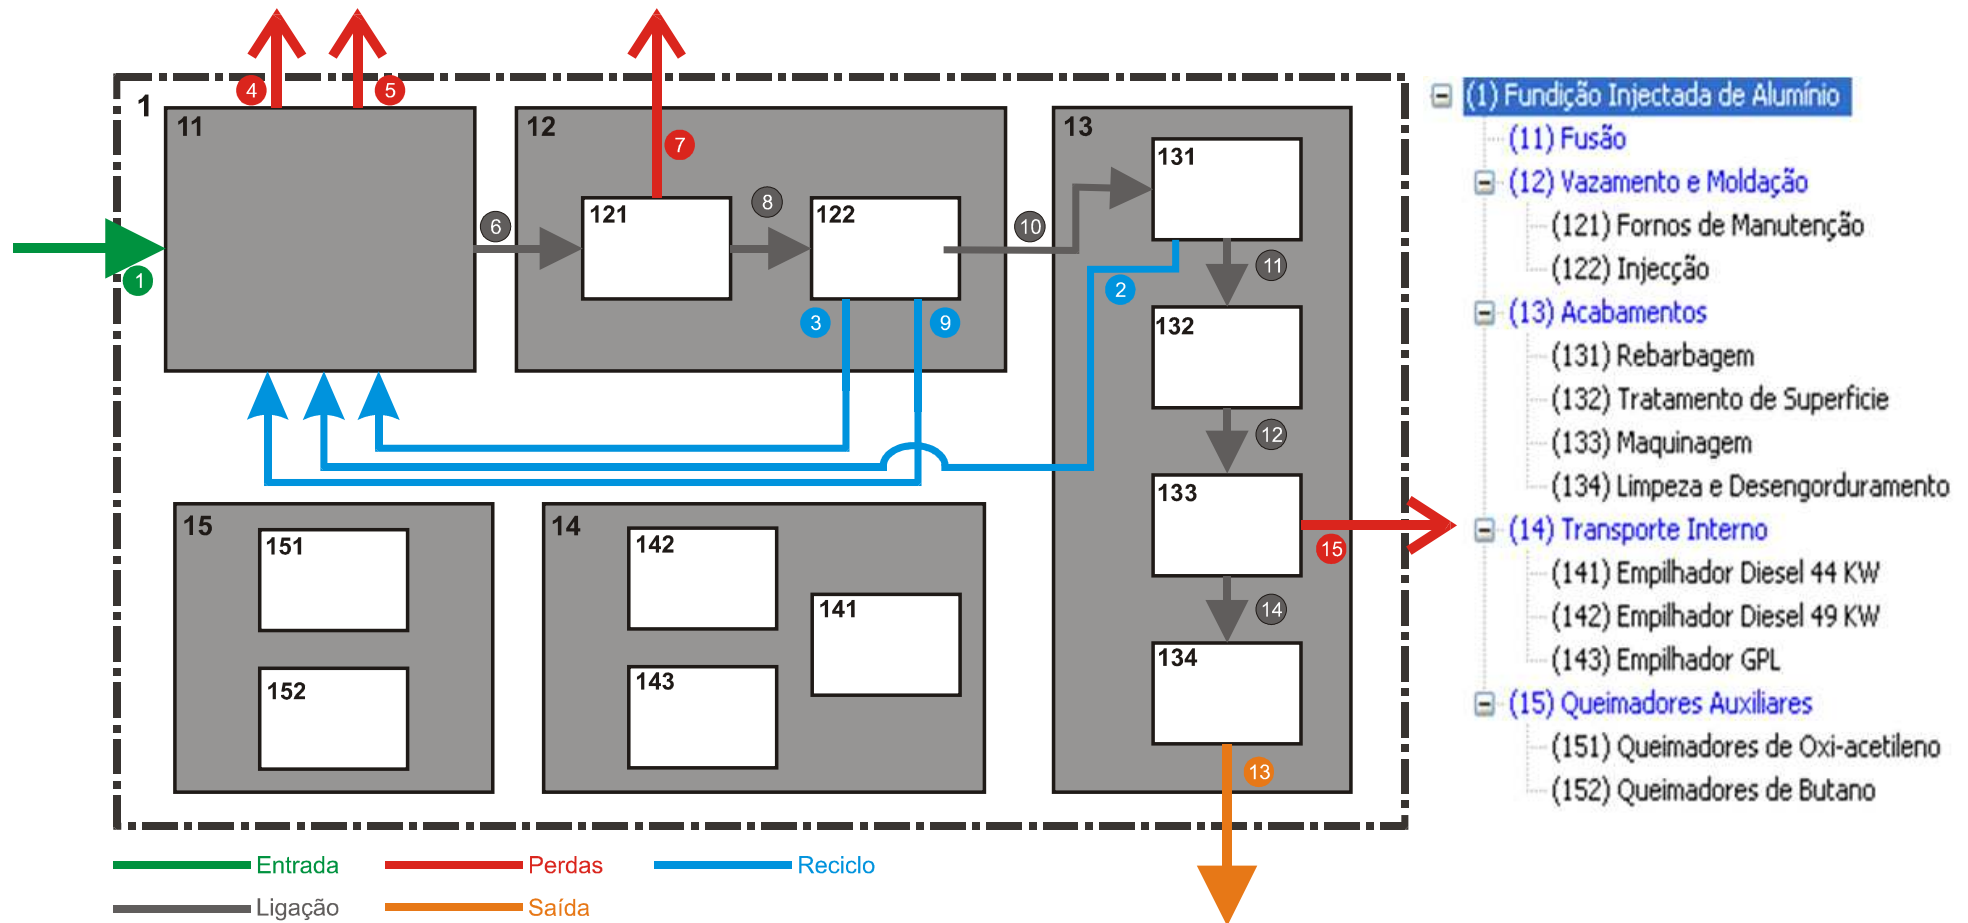 1
11
4
5
1
6
12
7
121
8
122
3
9
10
13
131
2
11
132
12
133
15
14
134
13
15
151
152
14
142
141
143
Entrada
Perdas
Reciclo
Ligação
Saída
(1) Fundição Injectada de Alumínio
(11) Fusão
(12) Vazamento e Moldação
(121) Fornos de Manutenção
(122) Injecção
(13) Acabamentos
(131) Rebarbagem
(132) Tratamento de Superficie
(133) Maquinagem
(134) Limpeza e Desengorduramento
(14) Transporte Interno
(141) Empilhador Diesel 44 KW
(142) Empilhador Diesel 49 KW
(143) Empilhador GPL
(15) Queimadores Auxiliares
(151) Queimadores de Oxi-acetileno
(152) Queimadores de Butano